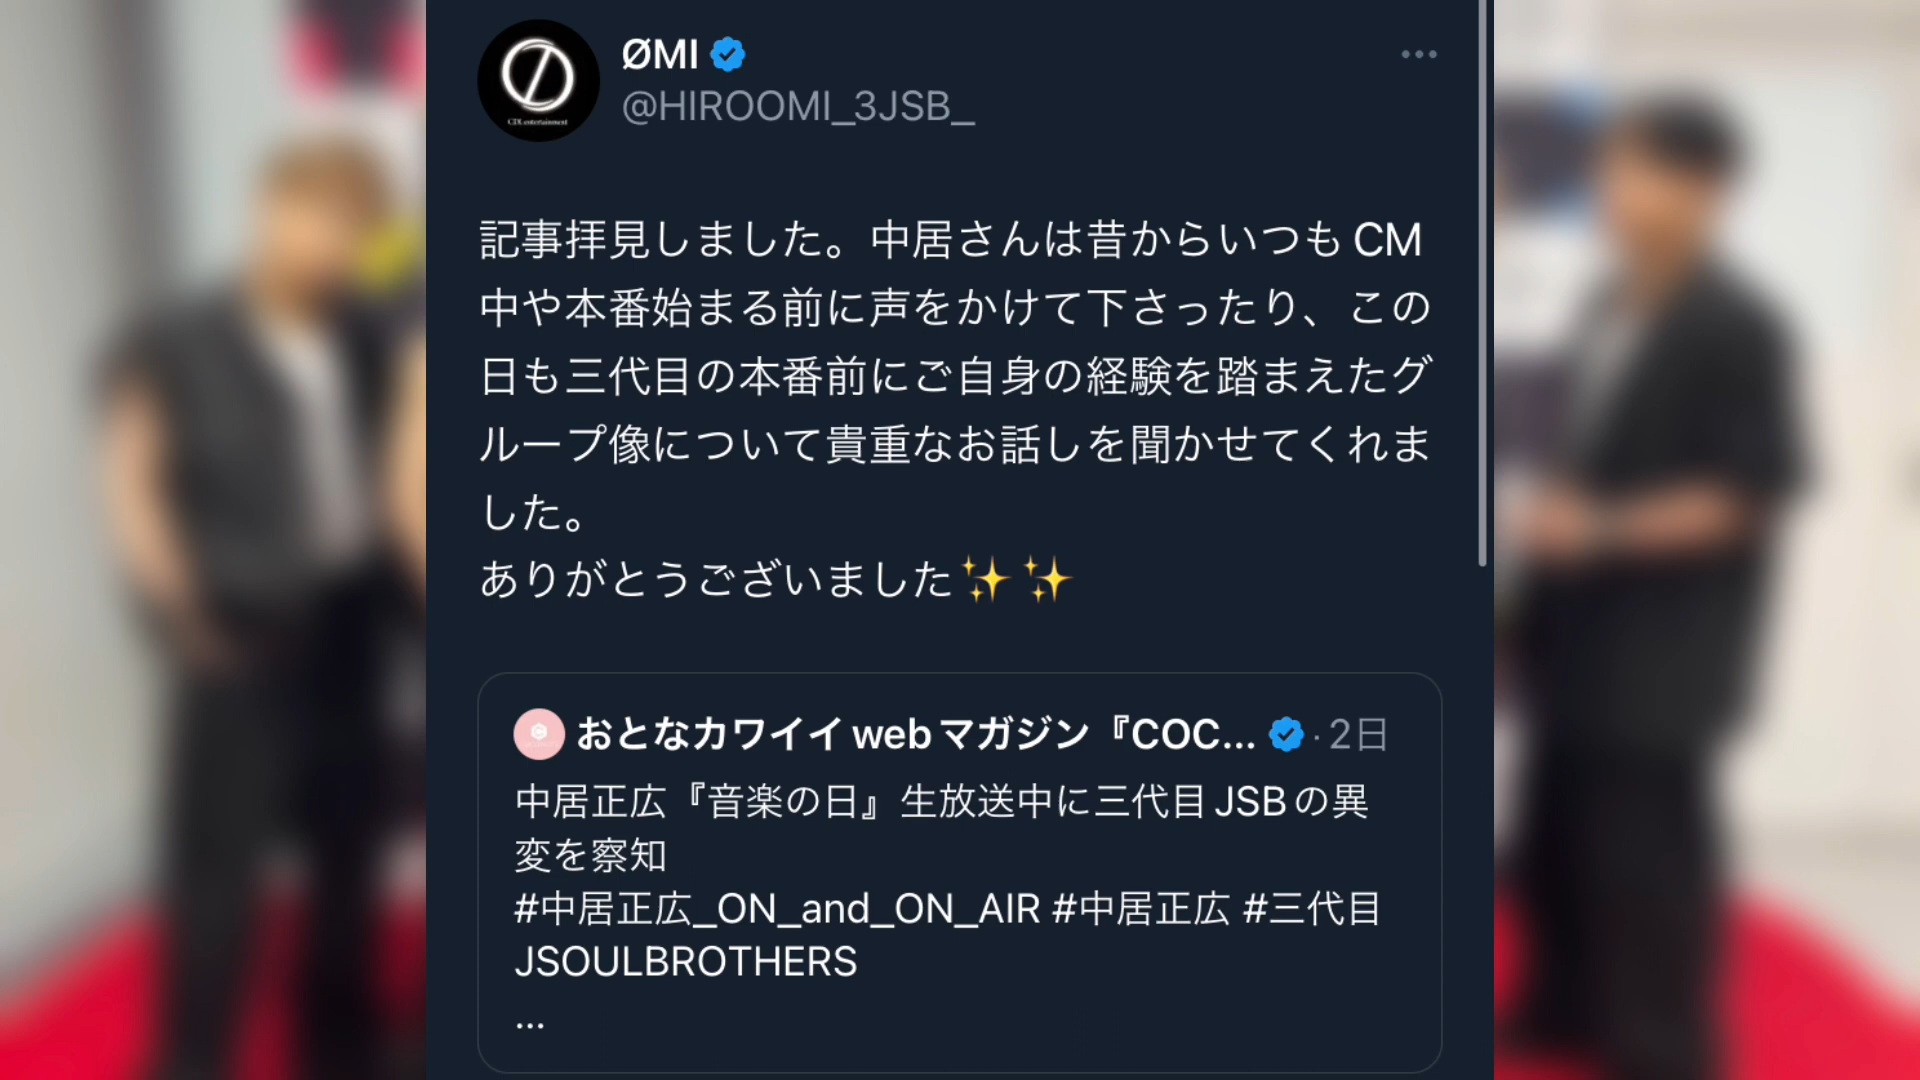 ØMI
@HIROOMI_3JSB_
CDL entertainment
記事拝見しました。中居さんは昔からいつもCM
中や本番始まる前に声をかけて下さったり、この
日も三代目の本番前にご自身の経験を踏まえたグ
ループ像について貴重なお話しを聞かせてくれま
した。
ありがとうございました✨✨
おとなカワイイwebマガジン『COC... · 2日
中居正広『音楽の日』生放送中に三代目JSBの異
変を察知
#中居正広_ON_and_ON_AIR #中居正広 #三代目
JSOULBROTHERS
...